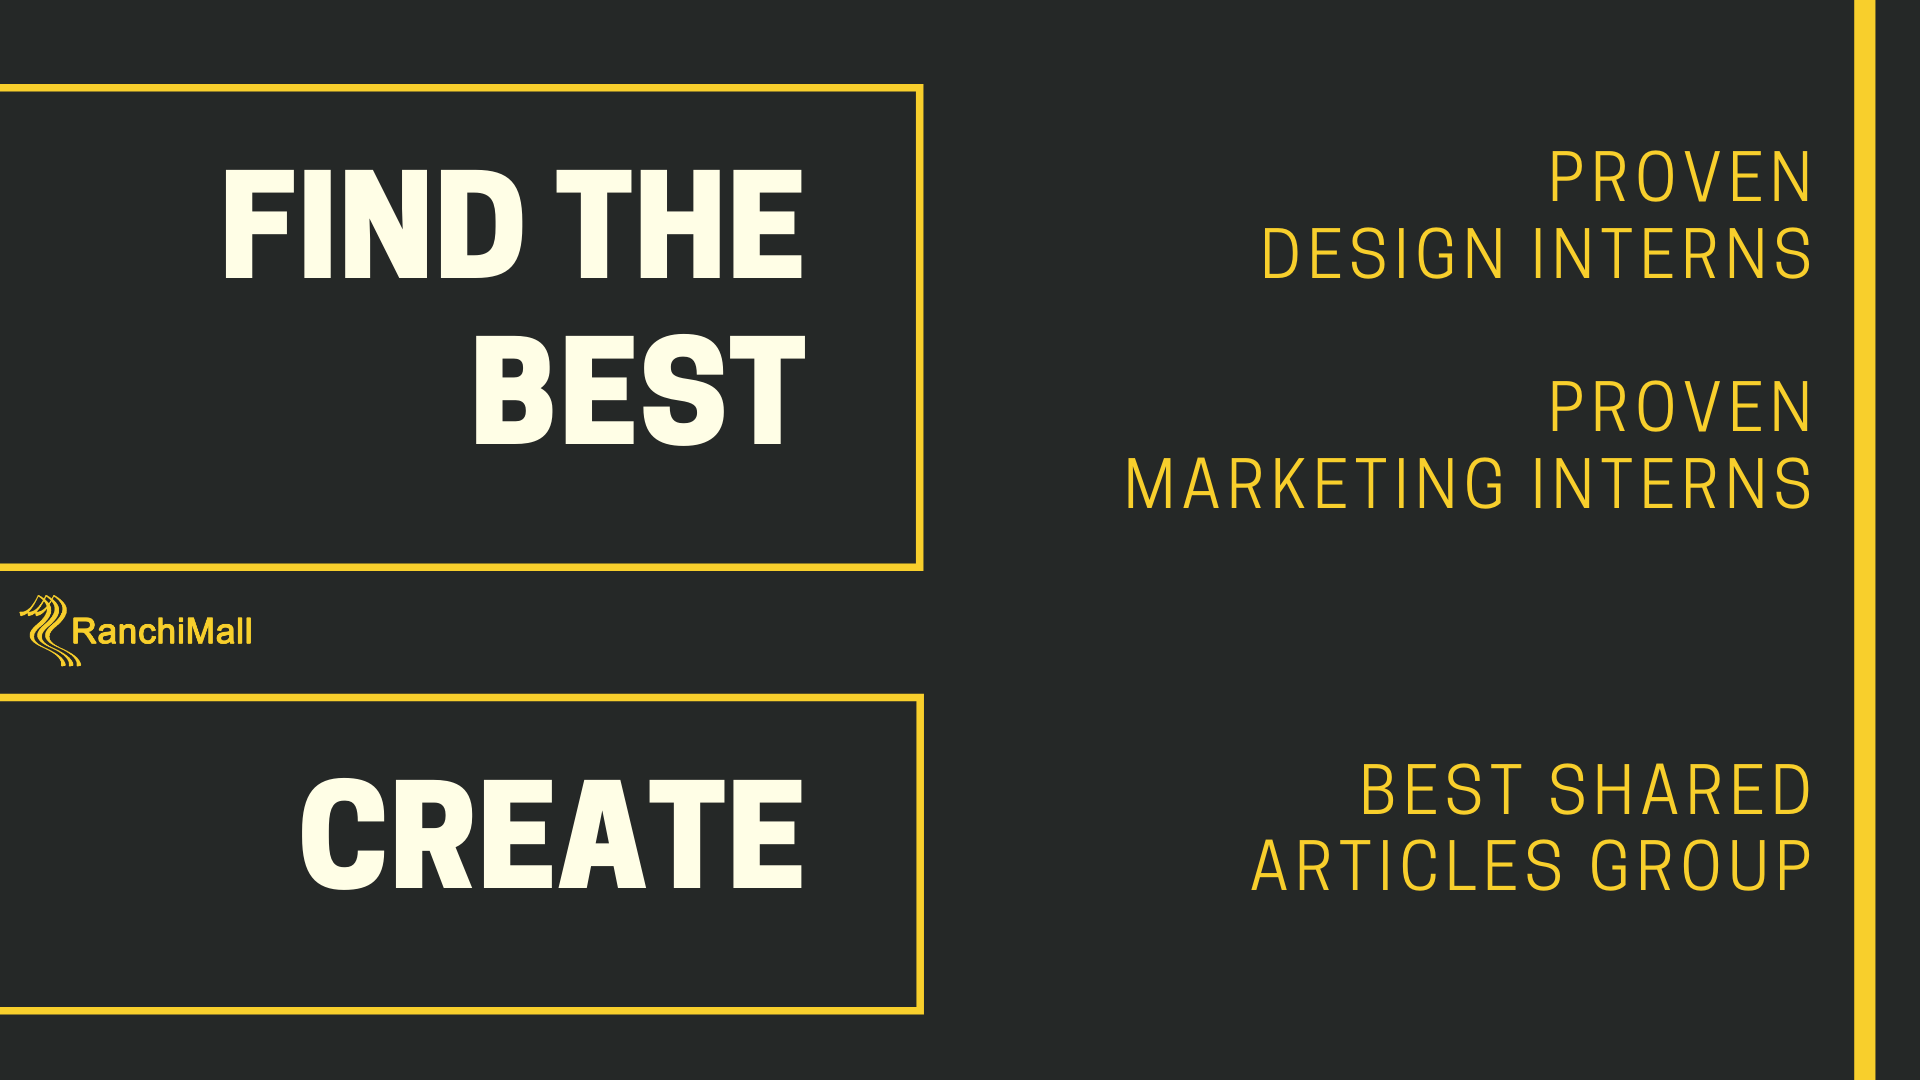 FIND THE
BEST
PROVEN
DESIGN INTERNS
PROVEN
MARKETING INTERNS
RanchiMall
CREATE
BEST SHARED
ARTICLES GROUP